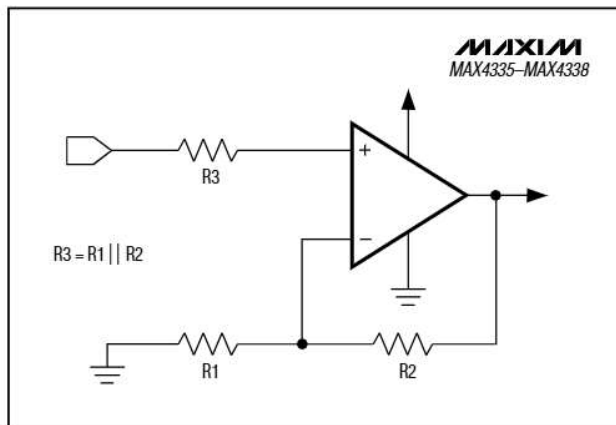 MAXIM
MAX4335–MAX4338
+
R3
–
R3 = R1 || R2
R1
R2